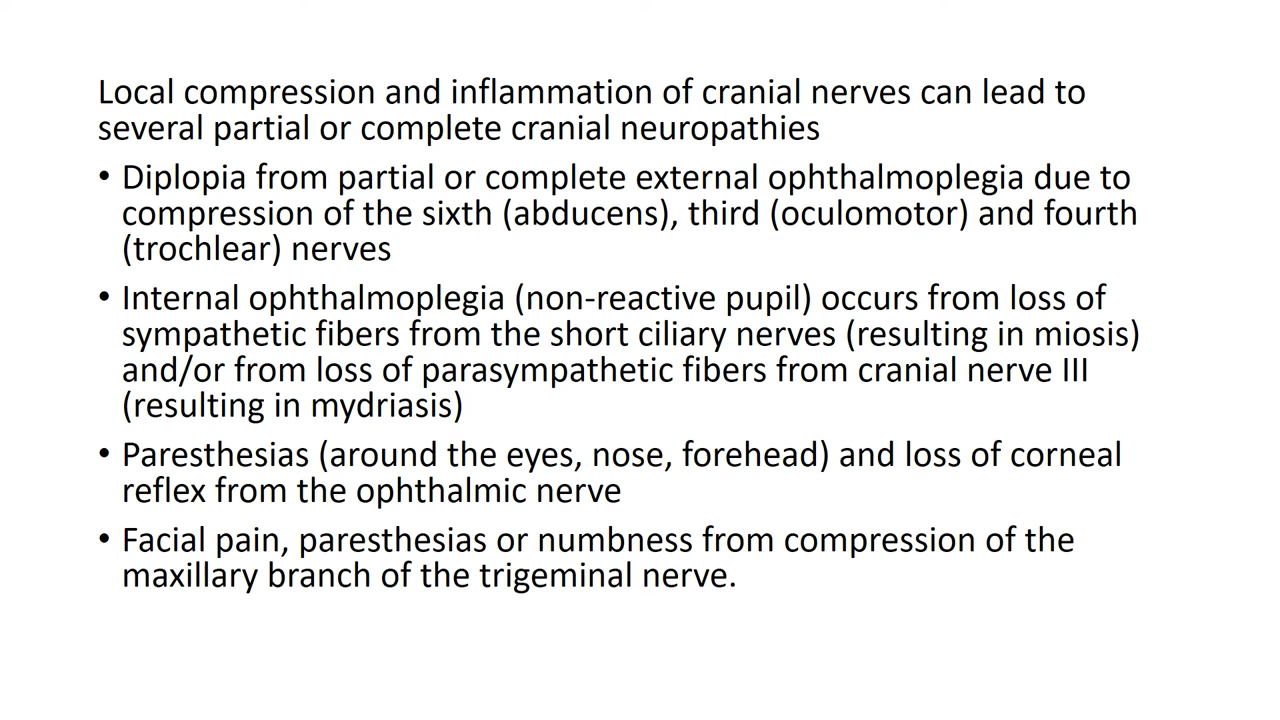 Local compression and inflammation of cranial nerves can lead to
several partial or complete cranial neuropathies
• Diplopia from partial or complete external ophthalmoplegia due to
compression of the sixth (abducens), third (oculomotor) and fourth
(trochlear) nerves
• Internal ophthalmoplegia (non-reactive pupil) occurs from loss of
sympathetic fibers from the short ciliary nerves (resulting in miosis)
and/or from loss of parasympathetic fibers from cranial nerve III
(resulting in mydriasis)
• Paresthesias (around the eyes, nose, forehead) and loss of corneal
reflex from the ophthalmic nerve
• Facial pain, paresthesias or numbness from compression of the
maxillary branch of the trigeminal nerve.